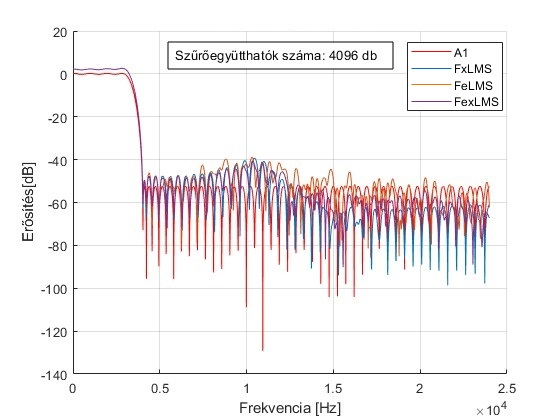 Szűrőegyütthatók száma: 4096 db
A1
FxLMS
FeLMS
FexLMS
20
0
-20
-40
-60
-80
-100
-120
-140
Erősítés[dB]
0
0.5
1
1.5
2
2.5
×10⁴
Frekvencia [Hz]